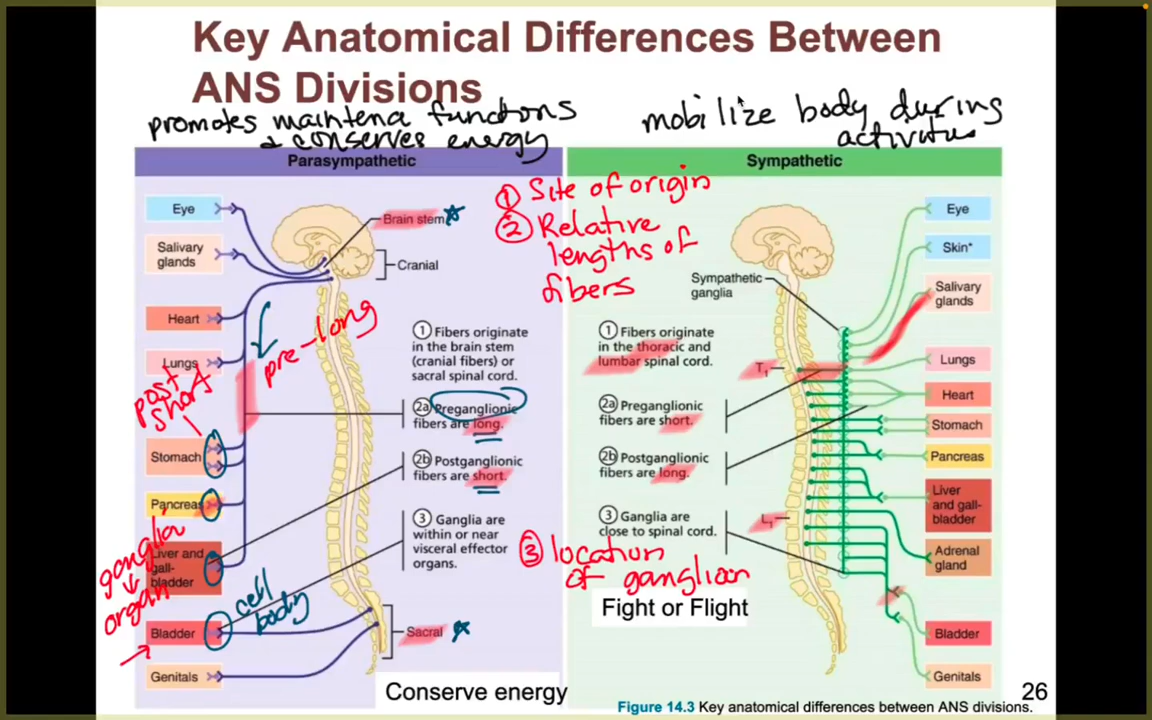 Key Anatomical Differences Between
ANS Divisions
promotes maintena functions
& conserves energy
mobilize body during
activities
Parasympathetic
Eye
Salivary
glands
Heart
Lungs
Stomach
Pancreas
Liver and
gall-
bladder
Bladder
Genitals
Brain stem
Cranial
pre-long
post
short
ganglia
organ
cell
body
① Fibers originate
in the brain stem
(cranial fibers) or
sacral spinal cord.
2a Preganglionic
fibers are long.
2b Postganglionic
fibers are short.
③ Ganglia are
within or near
visceral effector
organs.
Sacral
Conserve energy
① Site of origin
② Relative
lengths of
fibers
③ location
of ganglion
Sympathetic
Sympathetic
ganglia
① Fibers originate
in the thoracic and
lumbar spinal cord.
2a Preganglionic
fibers are short.
2b Postganglionic
fibers are long.
③ Ganglia are
close to spinal cord.
Fight or Flight
T1
L1
Eye
Skin*
Salivary
glands
Lungs
Heart
Stomach
Pancreas
Liver
and gall-
bladder
Adrenal
gland
Bladder
Genitals
26
Figure 14.3 Key anatomical differences between ANS divisions.